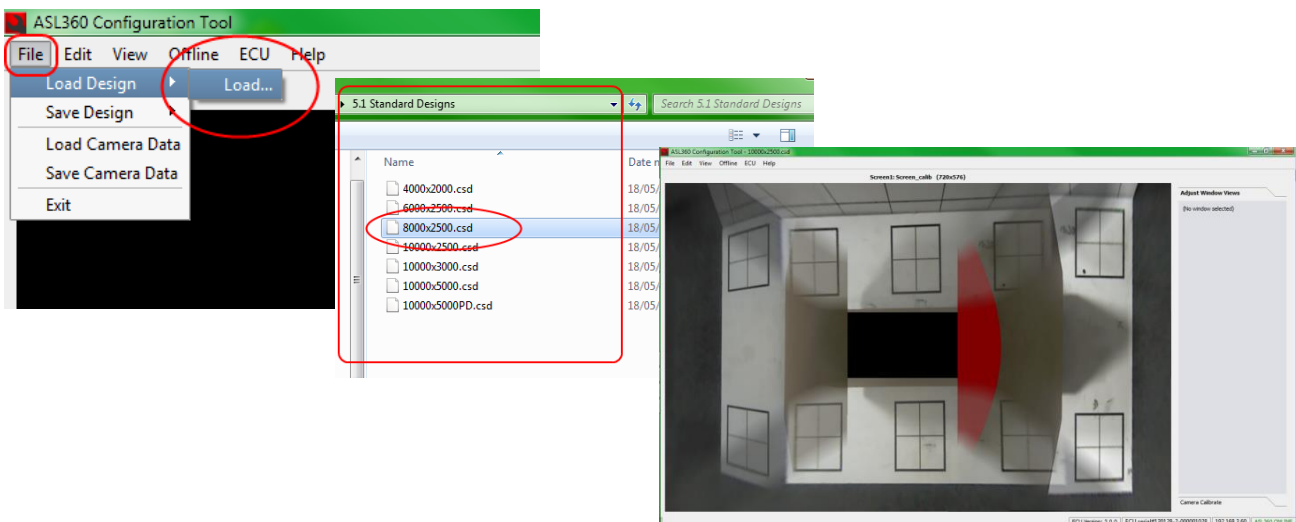 ASL360 Configuration Tool
File Edit View Offline ECU Help
Load Design
Load...
Save Design
Load Camera Data
Save Camera Data
Exit
5.1 Standard Designs
Search 5.1 Standard Designs
Name
Date
4000x2000.csd
18/05/
6000x2500.csd
18/05/
8000x2500.csd
18/05/
10000x2500.csd
18/05/
10000x3000.csd
18/05/
10000x5000.csd
18/05/
10000x5000PD.csd
18/05/
ASL360 Configuration Tool - 10000x2500.csd
File Edit View Offline ECU Help
Screen1: Screen_calib (720x576)
Adjust Window Views
(No window selected)
Camera Calibrate